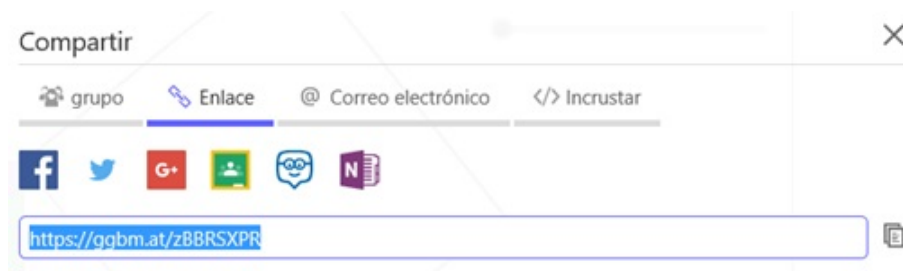 Compartir
grupo Enlace @ Correo electrónico </> Incrustar
f G+ N
https://ggbm.at/zBBRSXPR